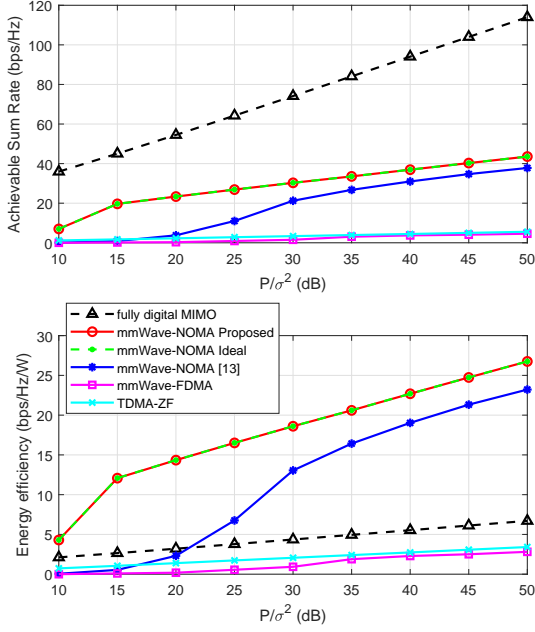 120
100
80
60
40
20
0
Achievable Sum Rate (bps/Hz)
10 15 20 25 30 35 40 45 50
P/σ² (dB)
fully digital MIMO
mmWave-NOMA Proposed
mmWave-NOMA Ideal
mmWave-NOMA [13]
mmWave-FDMA
TDMA-ZF
30
25
20
15
10
5
0
Energy efficiency (bps/Hz/W)
10 15 20 25 30 35 40 45 50
P/σ² (dB)